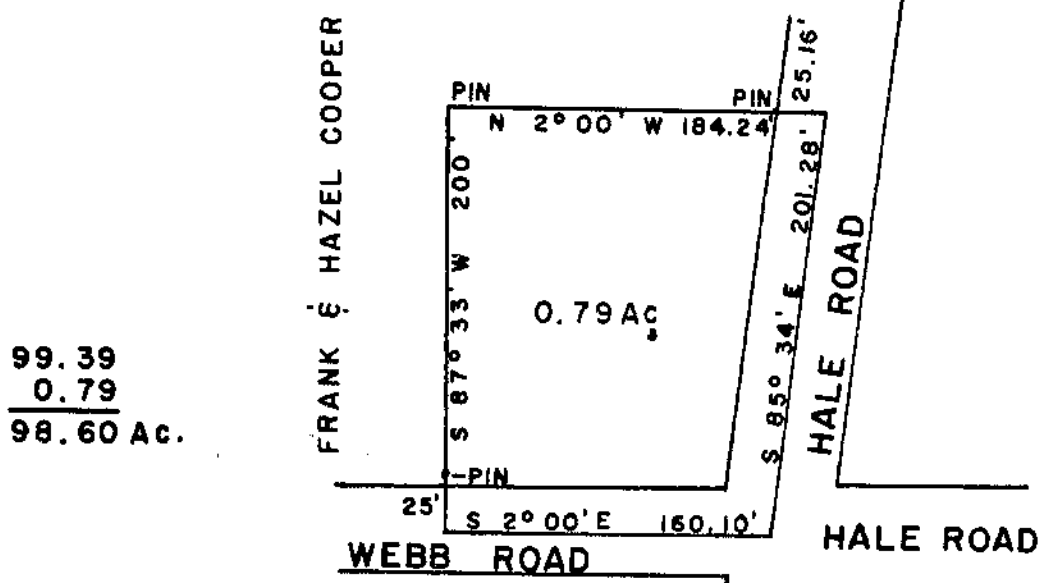 FRANK & HAZEL COOPER
PIN
PIN
25.16'
N 2° 00' W 184.24'
S 87° 33' W 200'
0.79 Ac.
S 85° 34' E 201.28'
HALE ROAD
99.39
0.79
98.60 Ac.
PIN
25'
S 2° 00' E 160.10'
WEBB ROAD
HALE ROAD